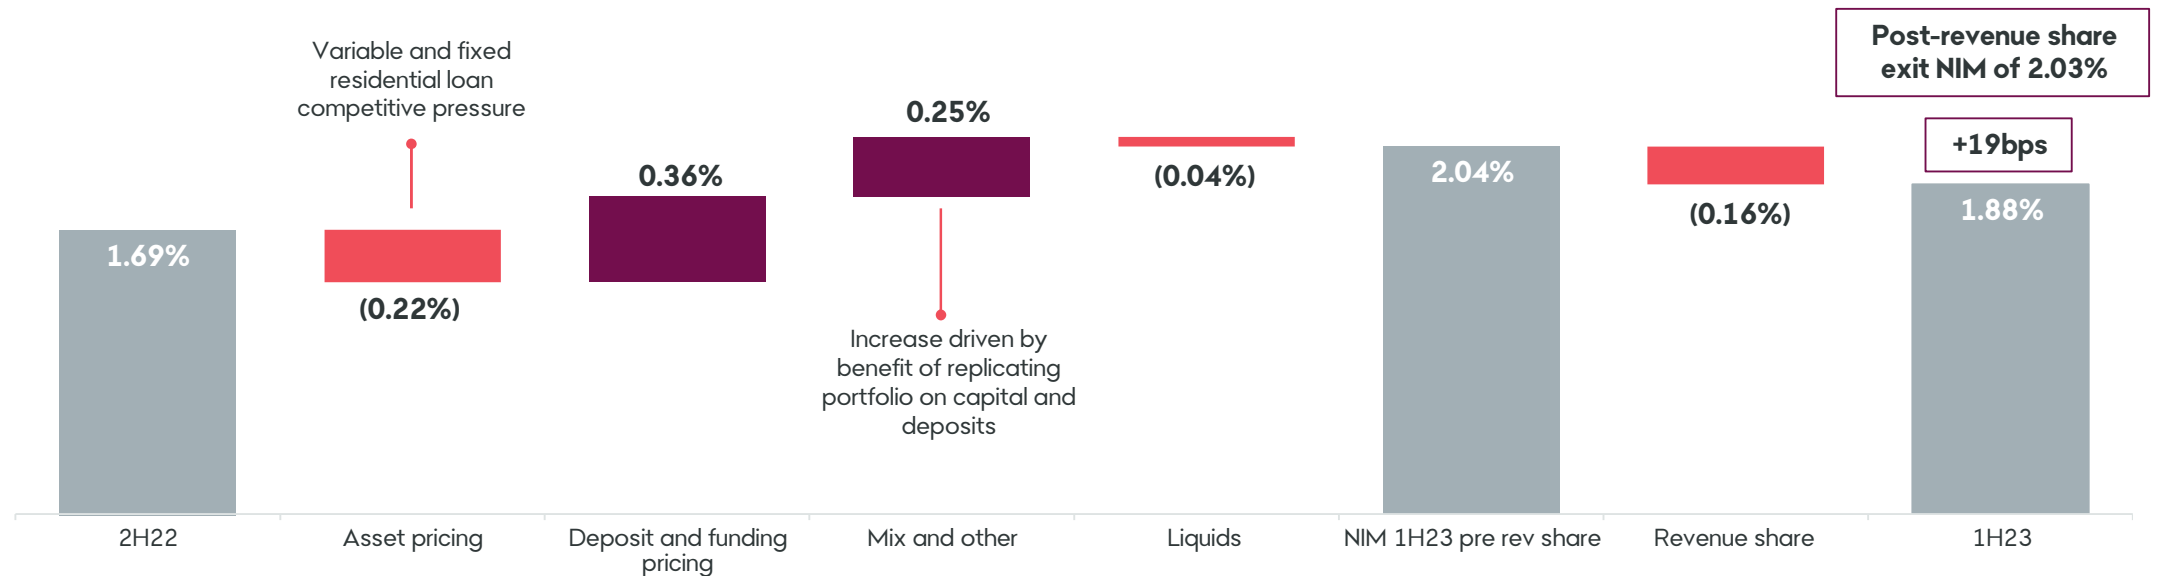 Post-revenue share
exit NIM of 2.03%
+19bps
Variable and fixed
residential loan
competitive pressure
1.69%
(0.22%)
0.36%
0.25%
(0.04%)
2.04%
(0.16%)
1.88%
Increase driven by
benefit of replicating
portfolio on capital and
deposits
2H22
Asset pricing
Deposit and funding
pricing
Mix and other
Liquids
NIM 1H23 pre rev share
Revenue share
1H23